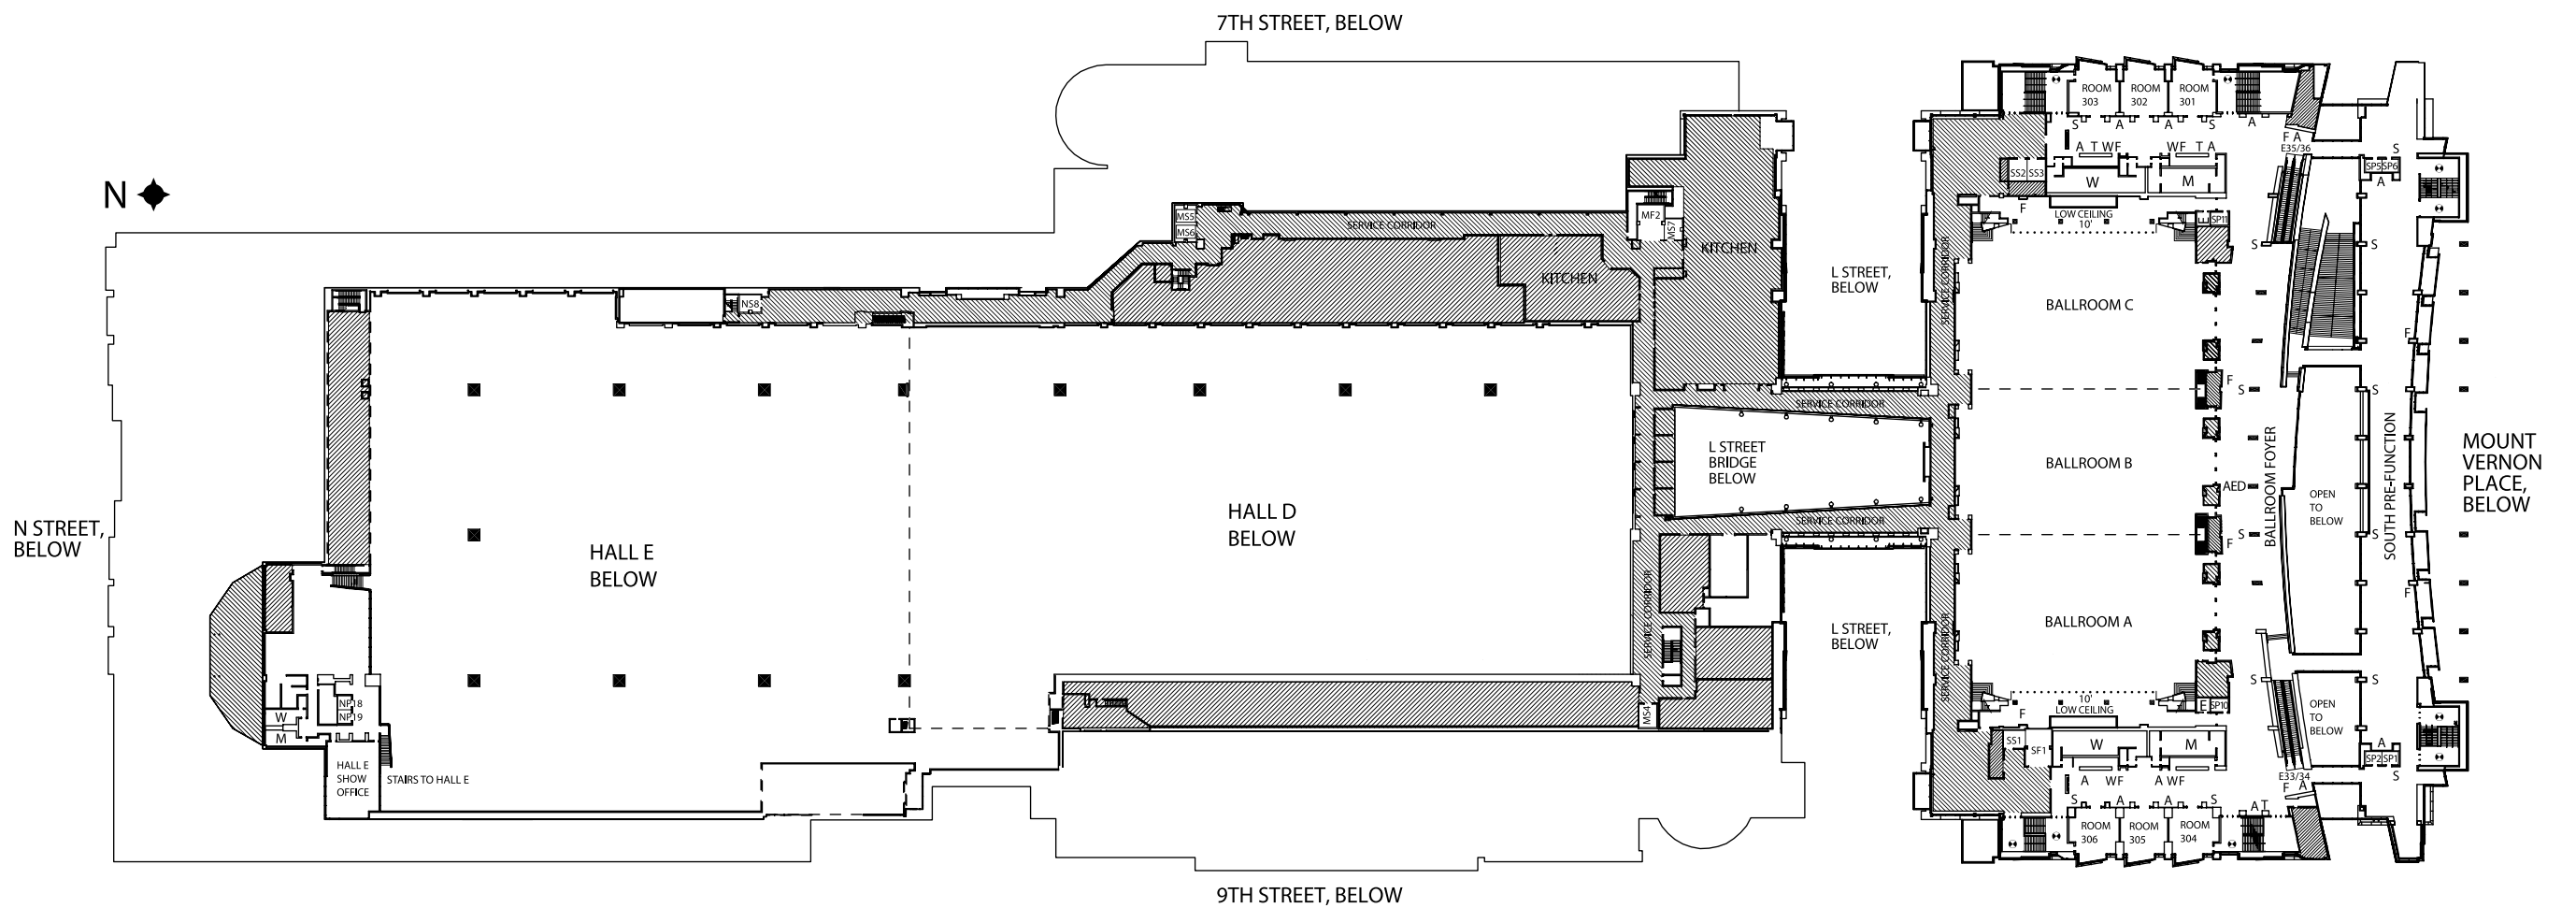 7TH STREET, BELOW
N
N STREET,
BELOW
MS5
MS6
SERVICE CORRIDOR
MF2
MS7
KITCHEN
KITCHEN
NS8
HALL E
BELOW
HALL D
BELOW
NP18
NP19
W
M
HALL E
SHOW
OFFICE
STAIRS TO HALL E
SERVICE CORRIDOR
MS4
L STREET,
BELOW
SERVICE CORRIDOR
L STREET
BRIDGE
BELOW
SERVICE CORRIDOR
L STREET,
BELOW
9TH STREET, BELOW
ROOM
303
ROOM
302
ROOM
301
S A A S A
A T WF WF T A
F A
E35/36
SS2 SS3
W
M
F
LOW CEILING
10'
E SP11
SERVICE CORRIDOR
BALLROOM C
BALLROOM B
BALLROOM A
SERVICE CORRIDOR
S
S
SP5 SP6
A
S
S
F
F
S
S
AED
BALLROOM FOYER
OPEN
TO
BELOW
SOUTH PRE-FUNCTION
MOUNT
VERNON
PLACE,
BELOW
S
F
S
F
S
S
10'
LOW CEILING
E SP10
F
OPEN
TO
BELOW
SS1
SF1
W
M
A
SP2 SP1
S
E33/34
F A
A WF A WF
S A A S A T
ROOM
306
ROOM
305
ROOM
304